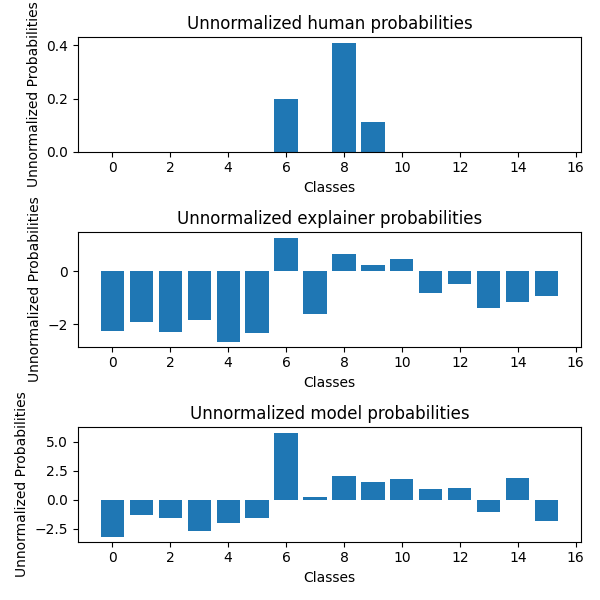 Unnormalized human probabilities
Unnormalized Probabilities
0.4
0.2
0.0
0 2 4 6 8 10 12 14 16
Classes
Unnormalized explainer probabilities
Unnormalized Probabilities
0
−2
0 2 4 6 8 10 12 14 16
Classes
Unnormalized model probabilities
Unnormalized Probabilities
5.0
2.5
0.0
−2.5
0 2 4 6 8 10 12 14 16
Classes